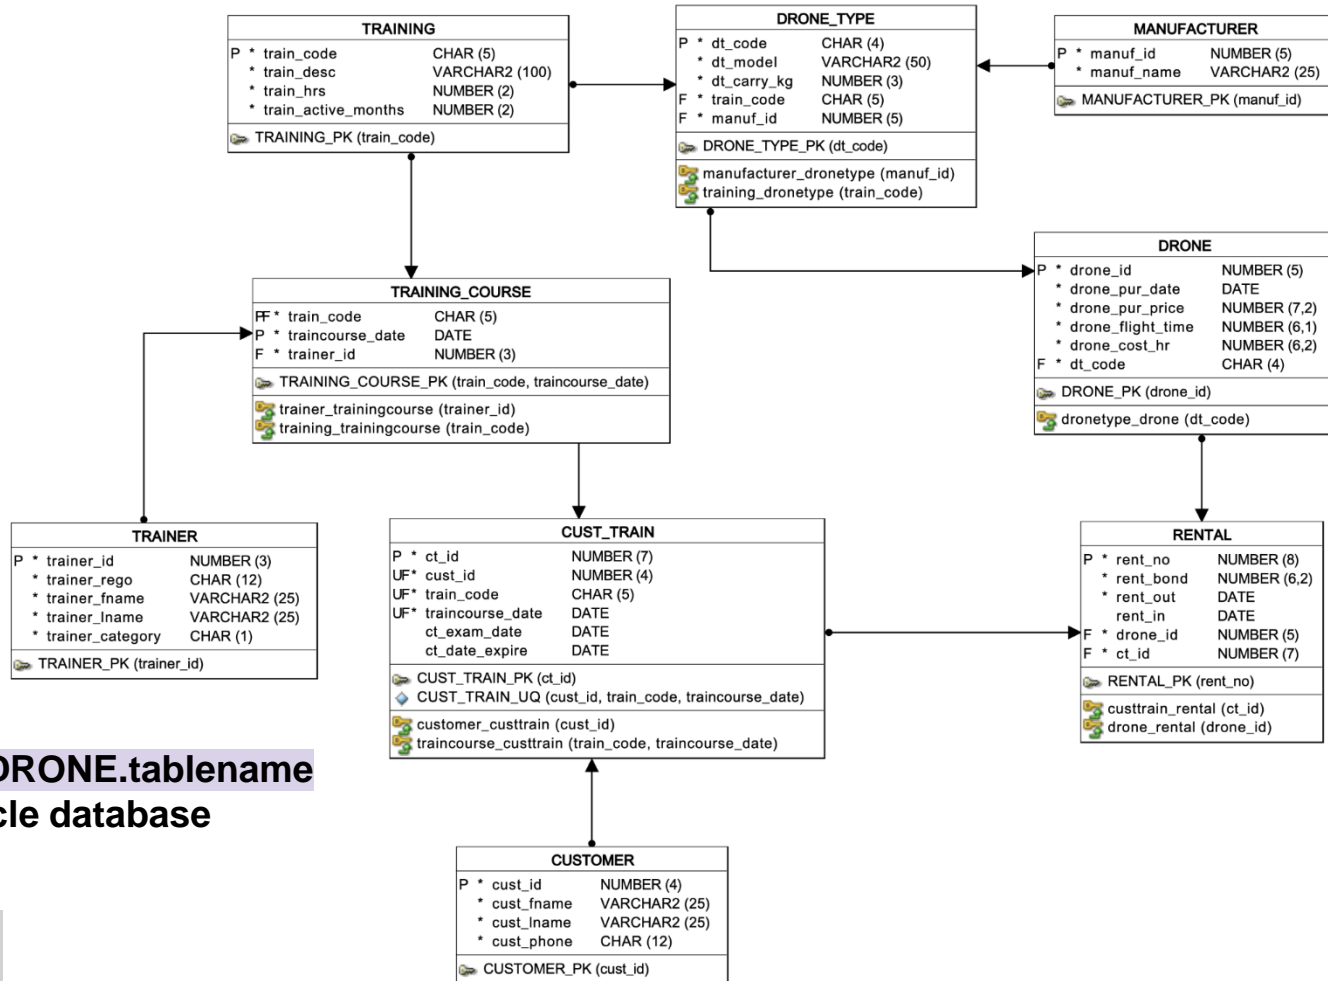 TRAINING
P * train_code CHAR (5)
* train_desc VARCHAR2 (100)
* train_hrs NUMBER (2)
* train_active_months NUMBER (2)
TRAINING_PK (train_code)
DRONE_TYPE
P * dt_code CHAR (4)
* dt_model VARCHAR2 (50)
* dt_carry_kg NUMBER (3)
F * train_code CHAR (5)
F * manuf_id NUMBER (5)
DRONE_TYPE_PK (dt_code)
manufacturer_dronetype (manuf_id)
training_dronetype (train_code)
MANUFACTURER
P * manuf_id NUMBER (5)
* manuf_name VARCHAR2 (25)
MANUFACTURER_PK (manuf_id)
DRONE
P * drone_id NUMBER (5)
* drone_pur_date DATE
* drone_pur_price NUMBER (7,2)
* drone_flight_time NUMBER (6,1)
* drone_cost_hr NUMBER (6,2)
F * dt_code CHAR (4)
DRONE_PK (drone_id)
dronetype_drone (dt_code)
TRAINING_COURSE
PF * train_code CHAR (5)
P * traincourse_date DATE
F * trainer_id NUMBER (3)
TRAINING_COURSE_PK (train_code, traincourse_date)
trainer_trainingcourse (trainer_id)
training_trainingcourse (train_code)
TRAINER
P * trainer_id NUMBER (3)
* trainer_rego CHAR (12)
* trainer_fname VARCHAR2 (25)
* trainer_lname VARCHAR2 (25)
* trainer_category CHAR (1)
TRAINER_PK (trainer_id)
CUST_TRAIN
P * ct_id NUMBER (7)
UF* cust_id NUMBER (4)
UF* train_code CHAR (5)
UF* traincourse_date DATE
ct_exam_date DATE
ct_date_expire DATE
CUST_TRAIN_PK (ct_id)
CUST_TRAIN_UQ (cust_id, train_code, traincourse_date)
customer_custtrain (cust_id)
traincourse_custtrain (train_code, traincourse_date)
RENTAL
P * rent_no NUMBER (8)
* rent_bond NUMBER (6,2)
* rent_out DATE
rent_in DATE
F * drone_id NUMBER (5)
F * ct_id NUMBER (7)
RENTAL_PK (rent_no)
custtrain_rental (ct_id)
drone_rental (drone_id)
DRONE.tablename
cle database
CUSTOMER
P * cust_id NUMBER (4)
* cust_fname VARCHAR2 (25)
* cust_lname VARCHAR2 (25)
* cust_phone CHAR (12)
CUSTOMER_PK (cust_id)